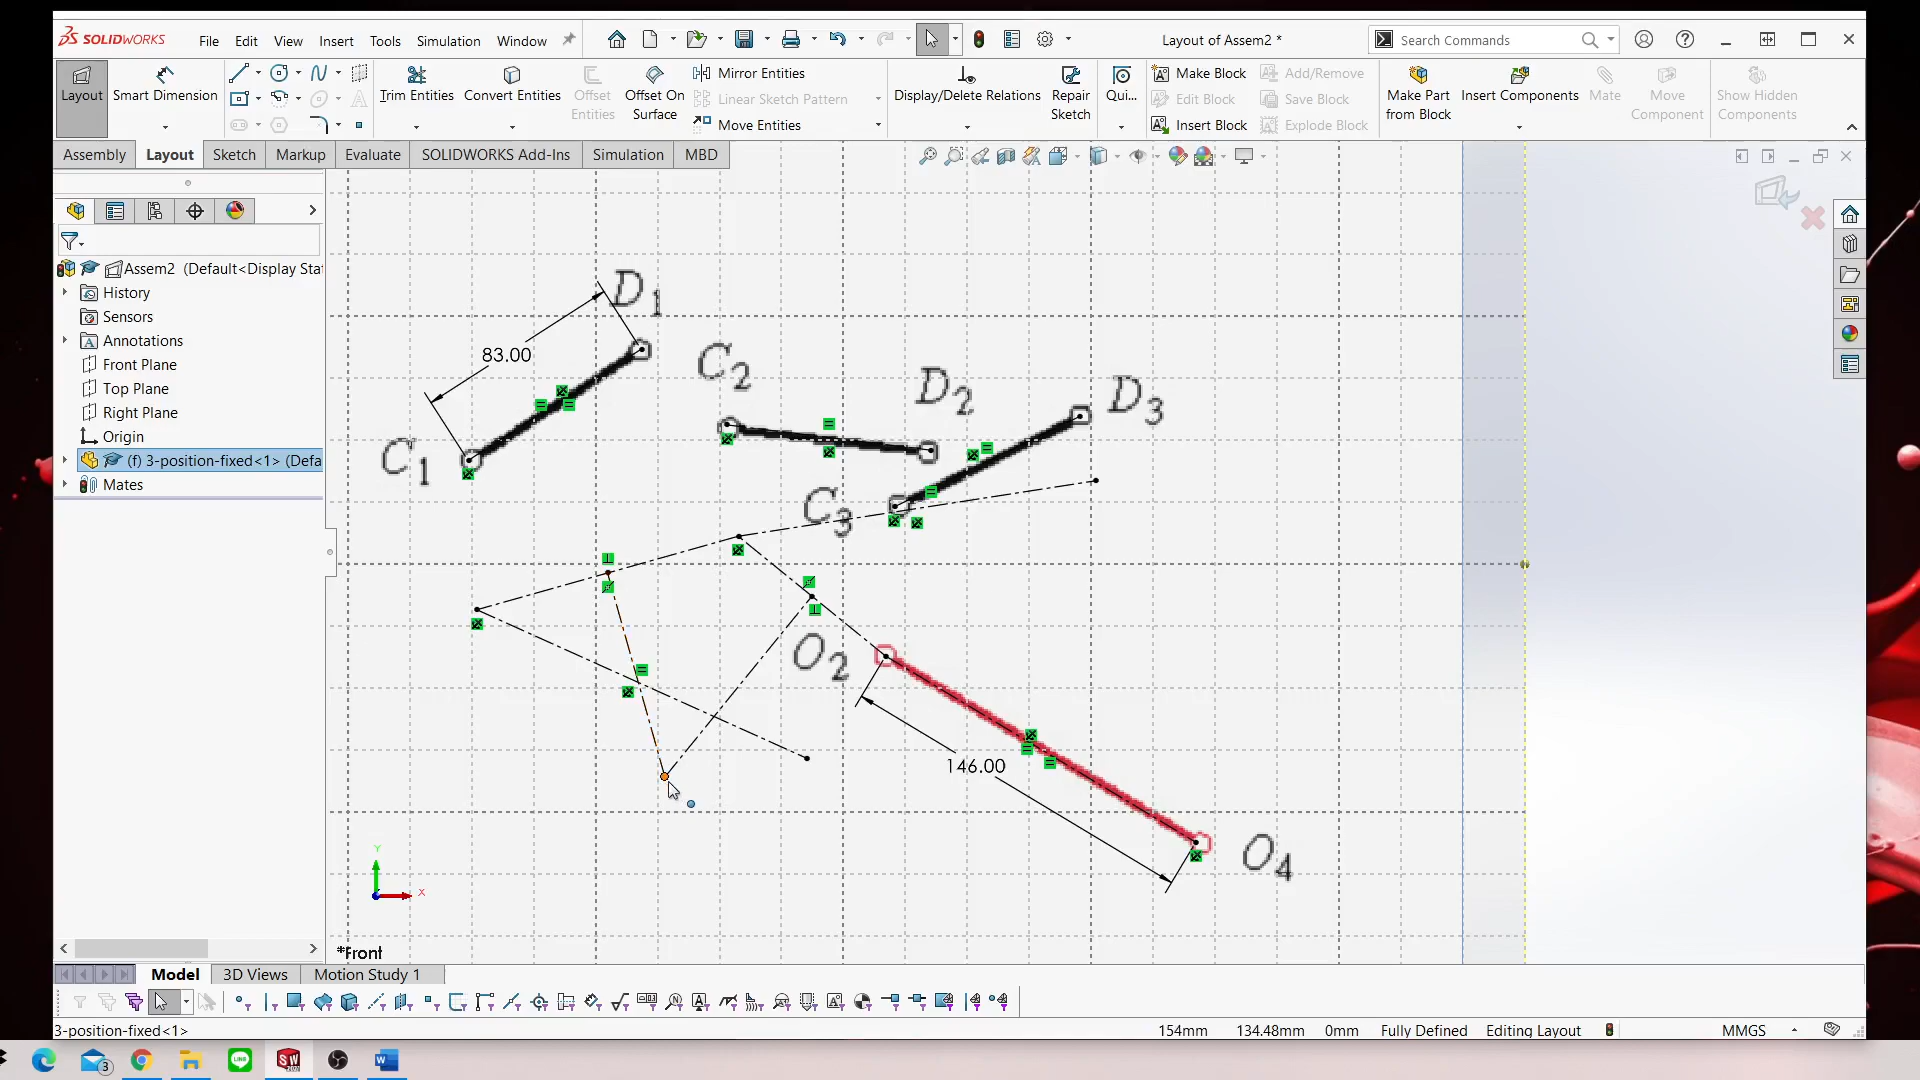 SOLIDWORKS File Edit View Insert Tools Simulation Window Layout of Assem2 * Search Commands
Layout Smart Dimension Trim Entities Convert Entities Offset Entities Offset On Surface Mirror Entities Linear Sketch Pattern Move Entities Display/Delete Relations Repair Sketch Qui... Make Block Edit Block Insert Block Add/Remove Save Block Explode Block Make Part from Block Insert Components Mate Move Component Show Hidden Components
Assembly Layout Sketch Markup Evaluate SOLIDWORKS Add-Ins Simulation MBD
Assem2 (Default<Display Sta
History
Sensors
Annotations
Front Plane
Top Plane
Right Plane
Origin
(f) 3-position-fixed<1> (Defa
Mates
D1
83.00
C1
C2
D2
D3
C3
O2
146.00
O4
Y
X
*Front
Model 3D Views Motion Study 1
3-position-fixed<1> 154mm 134.48mm 0mm Fully Defined Editing Layout MMGS
3